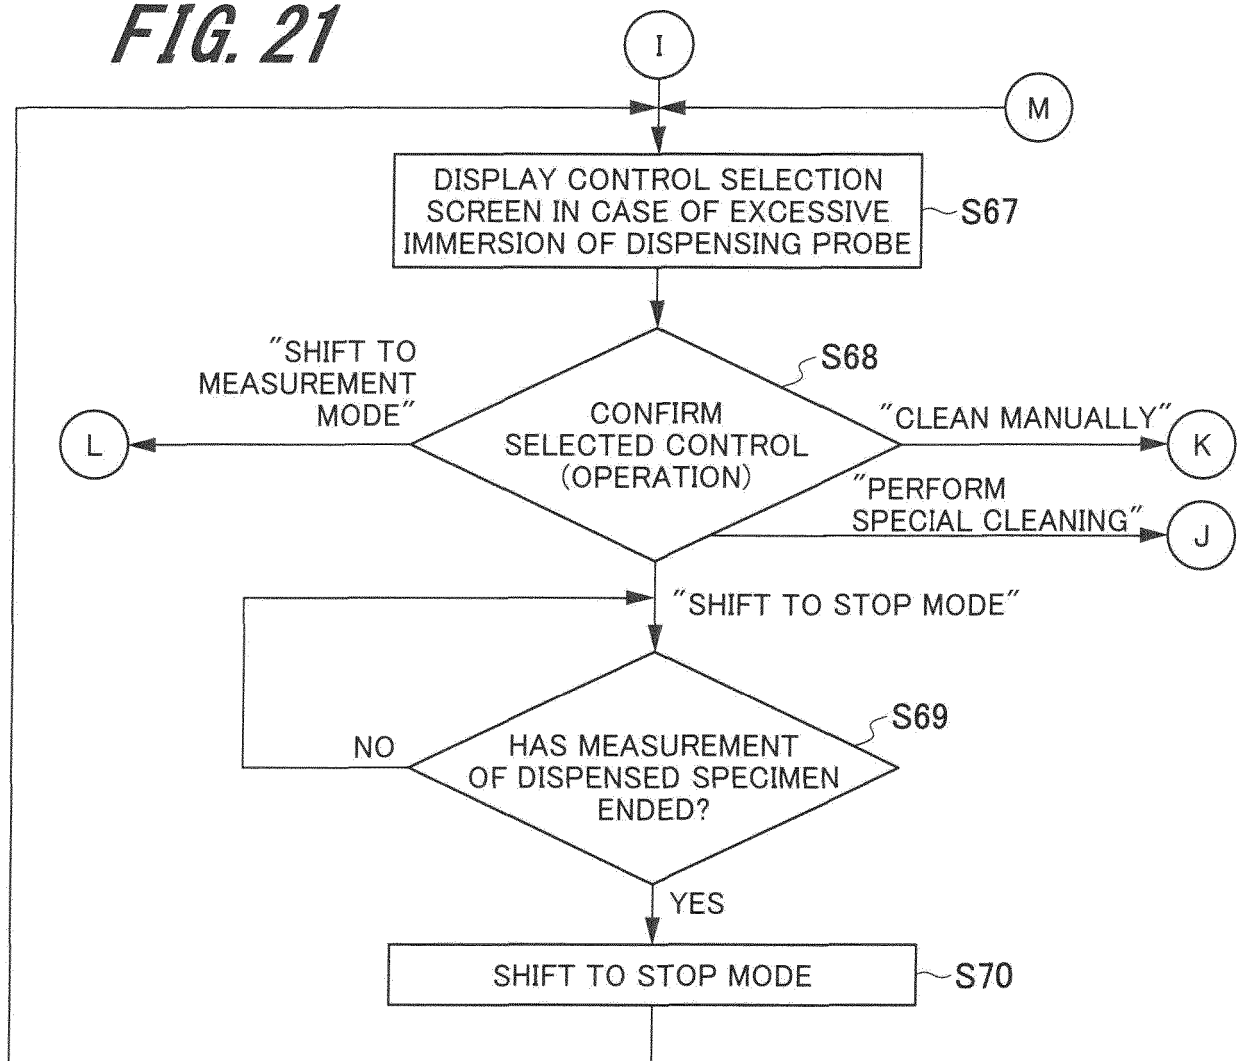 FIG. 21
I
M
DISPLAY CONTROL SELECTION
SCREEN IN CASE OF EXCESSIVE
IMMERSION OF DISPENSING PROBE
S67
"SHIFT TO
MEASUREMENT
MODE"
S68
CONFIRM
SELECTED CONTROL
(OPERATION)
"CLEAN MANUALLY"
L
K
"PERFORM
SPECIAL CLEANING"
J
"SHIFT TO STOP MODE"
S69
NO
HAS MEASUREMENT
OF DISPENSED SPECIMEN
ENDED?
YES
SHIFT TO STOP MODE
S70